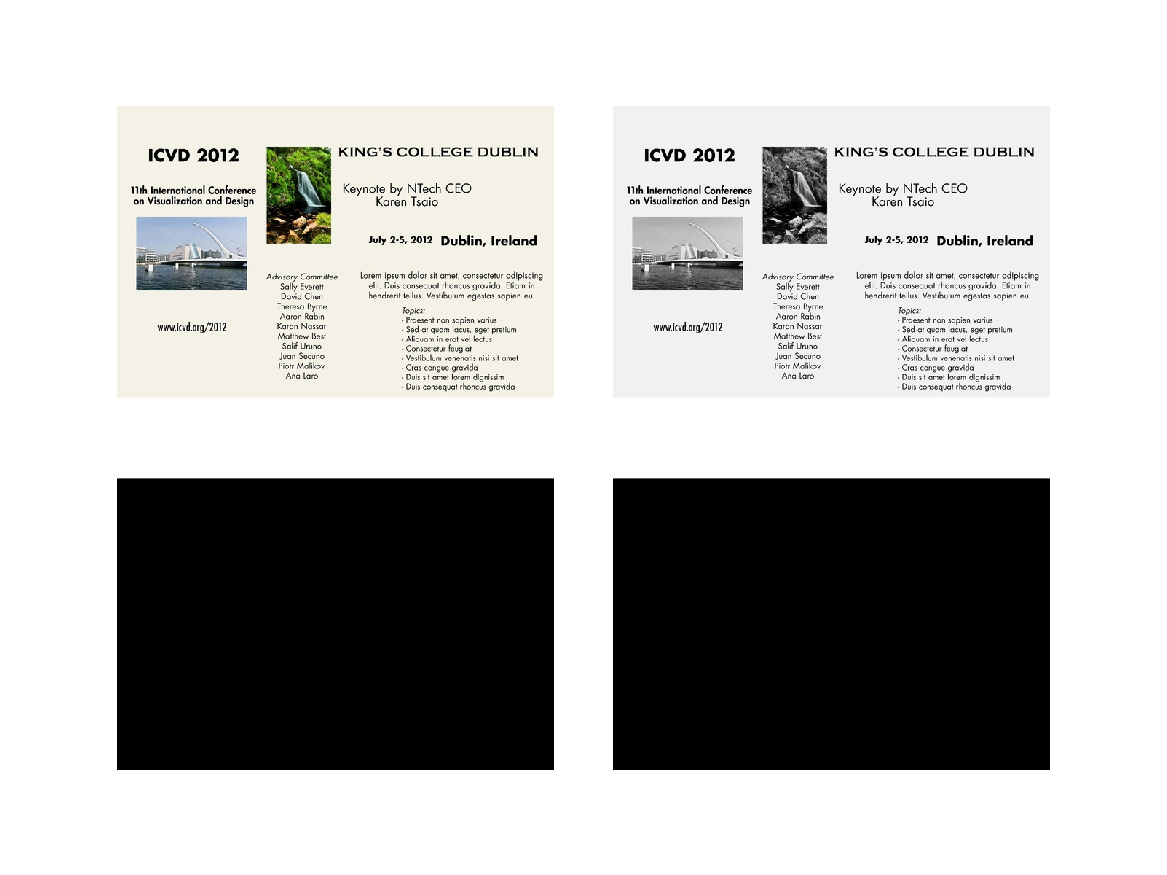 ICVD 2012
11th International Conference
on Visualization and Design
www.icvd.org/2012
KING'S COLLEGE DUBLIN
Keynote by NTech CEO
Karen Tsaio
July 2-5, 2012 Dublin, Ireland
Advisory Committee
Sally Everett
David Chen
Theresa Byrne
Aaron Rabin
Karen Nassar
Matthew Best
Salif Uruno
Juan Secuno
Piotr Malikov
Ana Laro
Lorem ipsum dolor sit amet, consectetur adipiscing
elit. Duis consequat rhoncus gravida. Etiam in
hendrerit tellus. Vestibulum egestas sapien eu
Topics:
- Praesent non sapien varius
- Sed at quam lacus, eget pretium
- Aliquam in erat vel lectus
- Consectetur feugiat
- Vestibulum venenatis nisi sit amet
- Cras congue gravida
- Duis sit amet lorem dignissim
- Duis consequat rhoncus gravida
ICVD 2012
11th International Conference
on Visualization and Design
www.icvd.org/2012
KING'S COLLEGE DUBLIN
Keynote by NTech CEO
Karen Tsaio
July 2-5, 2012 Dublin, Ireland
Advisory Committee
Sally Everett
David Chen
Theresa Byrne
Aaron Rabin
Karen Nassar
Matthew Best
Salif Uruno
Juan Secuno
Piotr Malikov
Ana Laro
Lorem ipsum dolor sit amet, consectetur adipiscing
elit. Duis consequat rhoncus gravida. Etiam in
hendrerit tellus. Vestibulum egestas sapien eu
Topics:
- Praesent non sapien varius
- Sed at quam lacus, eget pretium
- Aliquam in erat vel lectus
- Consectetur feugiat
- Vestibulum venenatis nisi sit amet
- Cras congue gravida
- Duis sit amet lorem dignissim
- Duis consequat rhoncus gravida